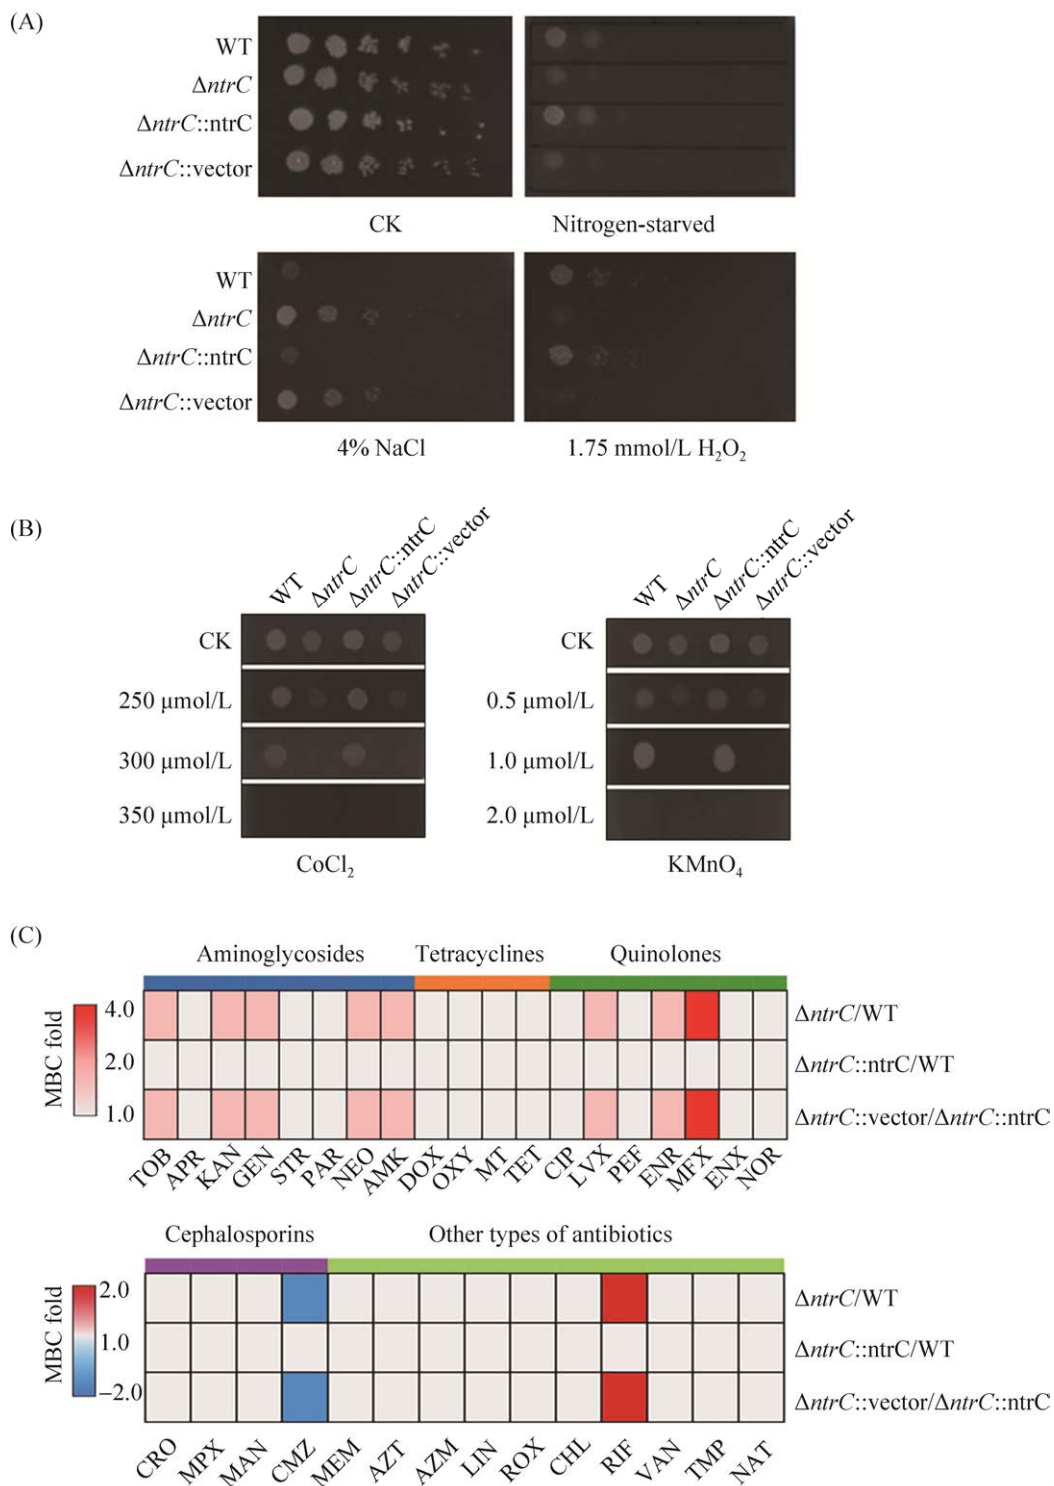 (A)
WT
ΔntrC
ΔntrC::ntrC
ΔntrC::vector
CK
Nitrogen-starved
WT
ΔntrC
ΔntrC::ntrC
ΔntrC::vector
4% NaCl
1.75 mmol/L H₂O₂
(B)
WT
ΔntrC
ΔntrC::ntrC
ΔntrC::vector
CK
250 μmol/L
300 μmol/L
350 μmol/L
CoCl₂
WT
ΔntrC
ΔntrC::ntrC
ΔntrC::vector
CK
0.5 μmol/L
1.0 μmol/L
2.0 μmol/L
KMnO₄
(C)
Aminoglycosides Tetracyclines Quinolones
MBC fold
4.0
2.0
1.0
ΔntrC/WT
ΔntrC::ntrC/WT
ΔntrC::vector/ΔntrC::ntrC
TOB APR KAN GEN STR PAR NEO AMK DOX OXY MT TET CIP LVX PEF ENR MFX ENX NOR
Cephalosporins Other types of antibiotics
MBC fold
2.0
1.0
–2.0
ΔntrC/WT
ΔntrC::ntrC/WT
ΔntrC::vector/ΔntrC::ntrC
CRO MPX MAN CMZ MEM AZT AZM LIN ROX CHL RIF VAN TMP NAT